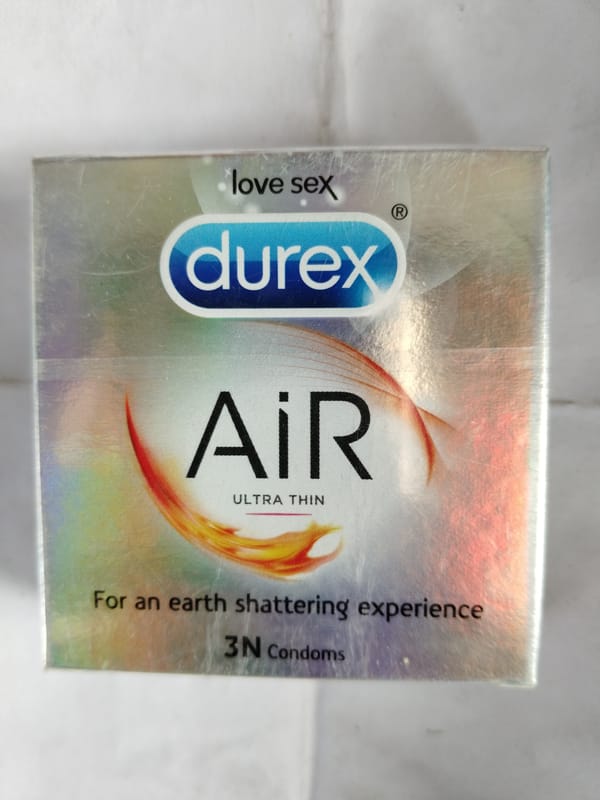 love sex
durex®
AiR
ULTRA THIN
For an earth shattering experience
3N Condoms